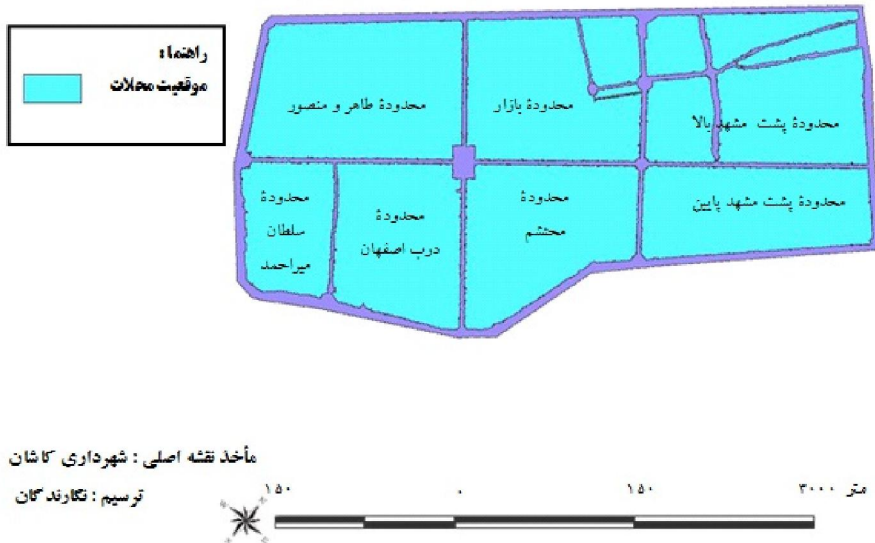 راهنما:
موقعیت محلات
محدودهٔ طاهر و منصور
محدودهٔ بازار
محدودهٔ پشت مشهد بالا
محدودهٔ
سلطان
میراحمد
محدودهٔ
درب اصفهان
محدودهٔ
محتشم
محدودهٔ پشت مشهد پایین
مأخذ نقشه اصلی : شهرداری کاشان
ترسیم : نگارندگان
۱۵۰ ۰ ۱۵۰ ۳۰۰۰ متر